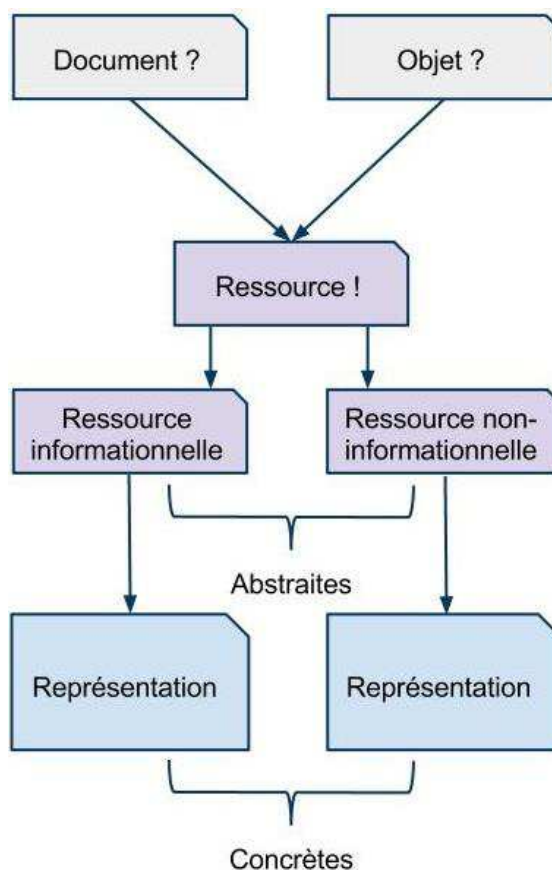 Document ?
Objet ?
Ressource !
Ressource
informationnelle
Ressource non-
informationnelle
Abstraites
Représentation
Représentation
Concrètes